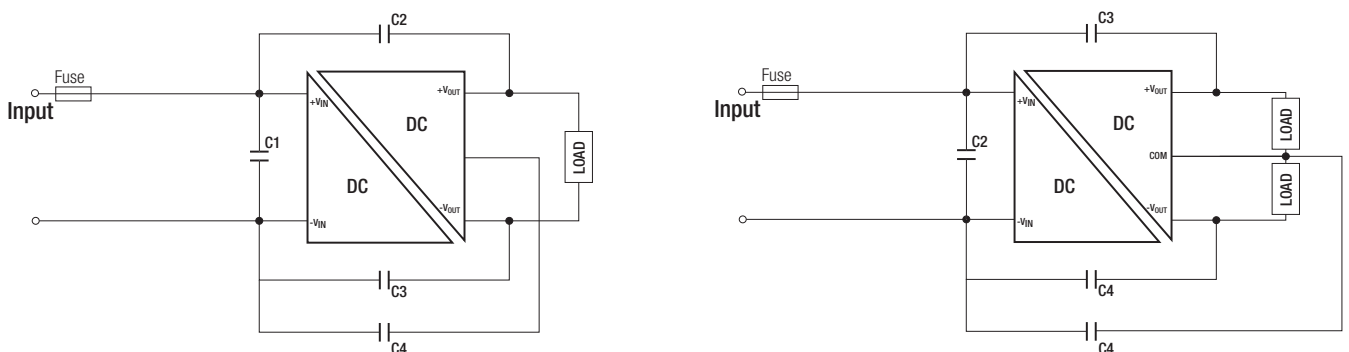 C2
Fuse
Input
+VIN
+VOUT
DC
C1
DC
LOAD
-VOUT
-VIN
C3
C4
C3
Fuse
Input
+VIN
+VOUT
DC
LOAD
C2
COM
DC
LOAD
-VOUT
-VIN
C4
C4